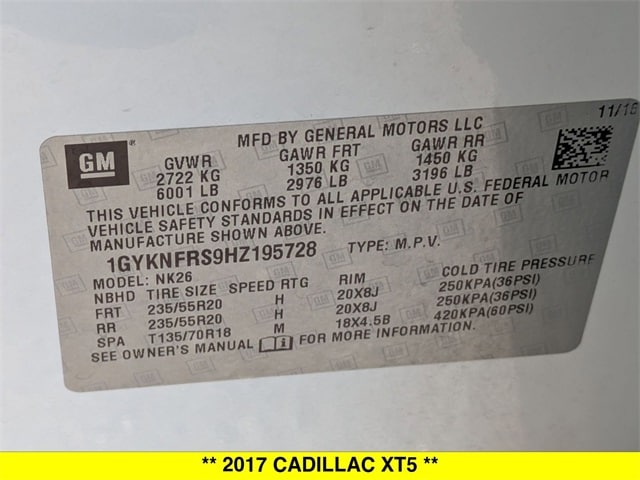 11/16
MFD BY GENERAL MOTORS LLC
GM
GVWR GAWR FRT GAWR RR
2722 KG 1350 KG 1450 KG
6001 LB 2976 LB 3196 LB
THIS VEHICLE CONFORMS TO ALL APPLICABLE U.S. FEDERAL MOTOR
VEHICLE SAFETY STANDARDS IN EFFECT ON THE DATE OF
MANUFACTURE SHOWN ABOVE.
1GYKNFRS9HZ195728 TYPE: M.P.V.
MODEL: NK26
NBHD TIRE SIZE SPEED RTG RIM COLD TIRE PRESSURE
FRT 235/55R20 H 20X8J 250KPA(36PSI)
RR 235/55R20 H 20X8J 250KPA(36PSI)
SPA T135/70R18 M 18X4.5B 420KPA(60PSI)
SEE OWNER'S MANUAL FOR MORE INFORMATION.
** 2017 CADILLAC XT5 **